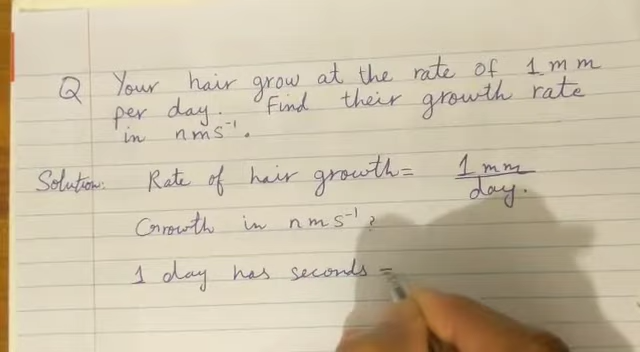 Q Your hair grow at the rate of 1 mm
per day. Find their growth rate
in nms⁻¹.
Solution: Rate of hair growth = 1 mm
day.
Growth in nms⁻¹?
1 day has seconds =